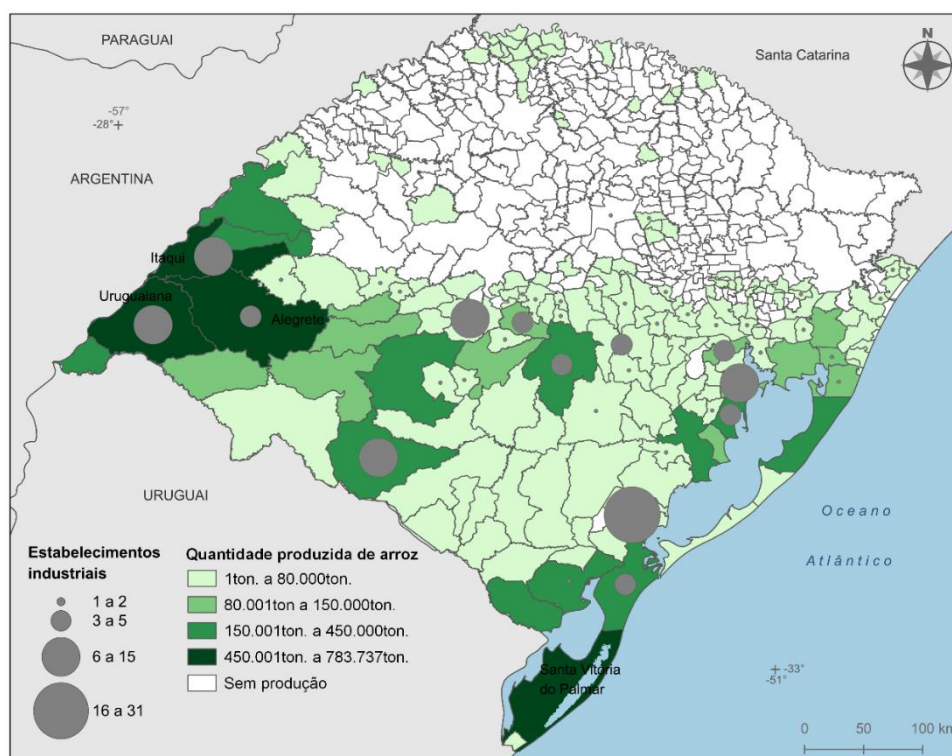 PARAGUAI
Santa Catarina
N
-57°
-28°
ARGENTINA
Itaqui
Uruguaiana
Alegrete
URUGUAI
Oceano
Atlântico
Santa Vitória
do Palmar
-33°
-51°
Estabelecimentos
industriais
1 a 2
3 a 5
6 a 15
16 a 31
Quantidade produzida de arroz
1ton. a 80.000ton.
80.001ton a 150.000ton.
150.001ton. a 450.000ton.
450.001ton. a 783.737ton.
Sem produção
0 50 100 km